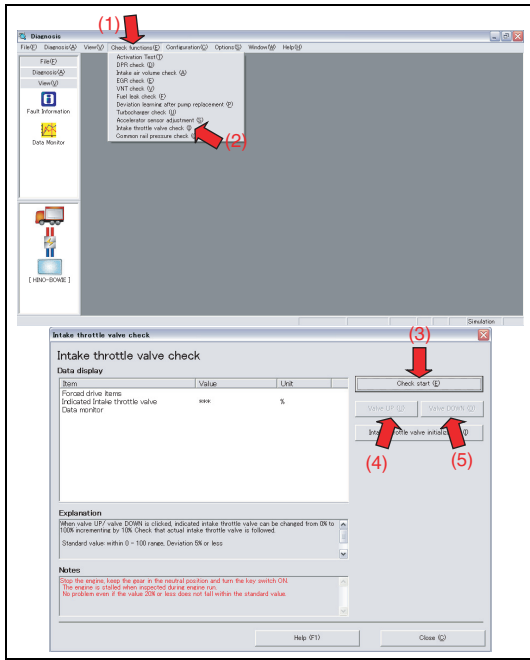 (1)
Diagnosis
File(F) Diagnosis(A) View(V) Check functions(E) Configuration(C) Options(S) Window(W) Help(H)
File(F)
Diagnosis(A)
View(V)
Fault Information
Data Monitor
[ HINO-BOWIE ]
Activation Test(T)
DPR check (D)
Intake air volume check (A)
EGR check (E)
VNT check (V)
Fuel leak check (F)
Deviation learning after pump replacement (P)
Turbocharger check (U)
Accelerator sensor adjustment (S)
Intake throttle valve check (I)
Common rail pressure check
(2)
Simulation
Intake throttle valve check
(3)
Intake throttle valve check
Data display
Item Value Unit
Forced drive items
Indicated Intake throttle valve *** %
Data monitor
Check start (E)
Valve UP (U) Valve DOWN (D)
Intake throttle valve initialize (I)
(4)
(5)
Explanation
When valve UP/ valve DOWN is clicked, indicated intake throttle valve can be changed from 0% to
100% incrementing by 10%. Check that actual intake throttle valve is followed.
Standard value: within 0 - 100 range, Deviation 5% or less
Notes
Stop the engine, keep the gear in the neutral position and turn the key switch ON.
The engine is stalled when inspected during engine run.
No problem even if the value 20% or less does not fall within the standard value.
Help (F1)
Close (C)